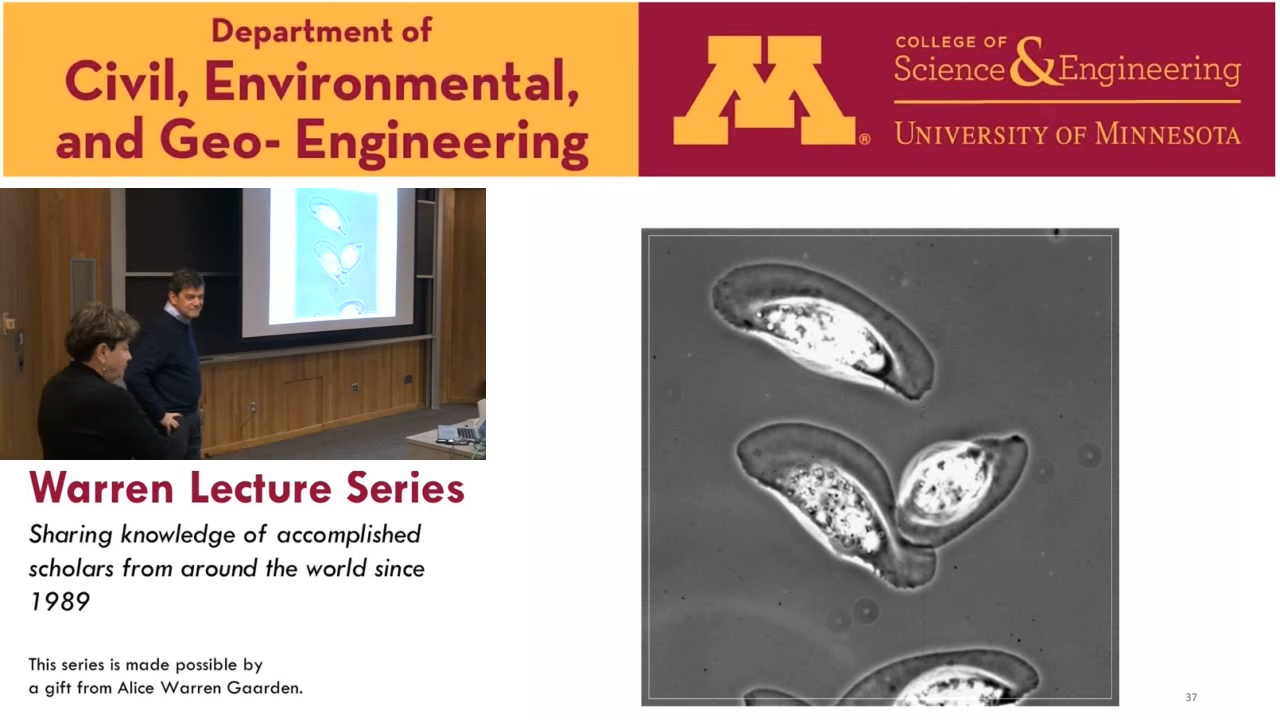 Department of
Civil, Environmental,
and Geo- Engineering
M®
COLLEGE OF
Science & Engineering
UNIVERSITY OF MINNESOTA
Warren Lecture Series
Sharing knowledge of accomplished
scholars from around the world since
1989
This series is made possible by
a gift from Alice Warren Gaarden.
37